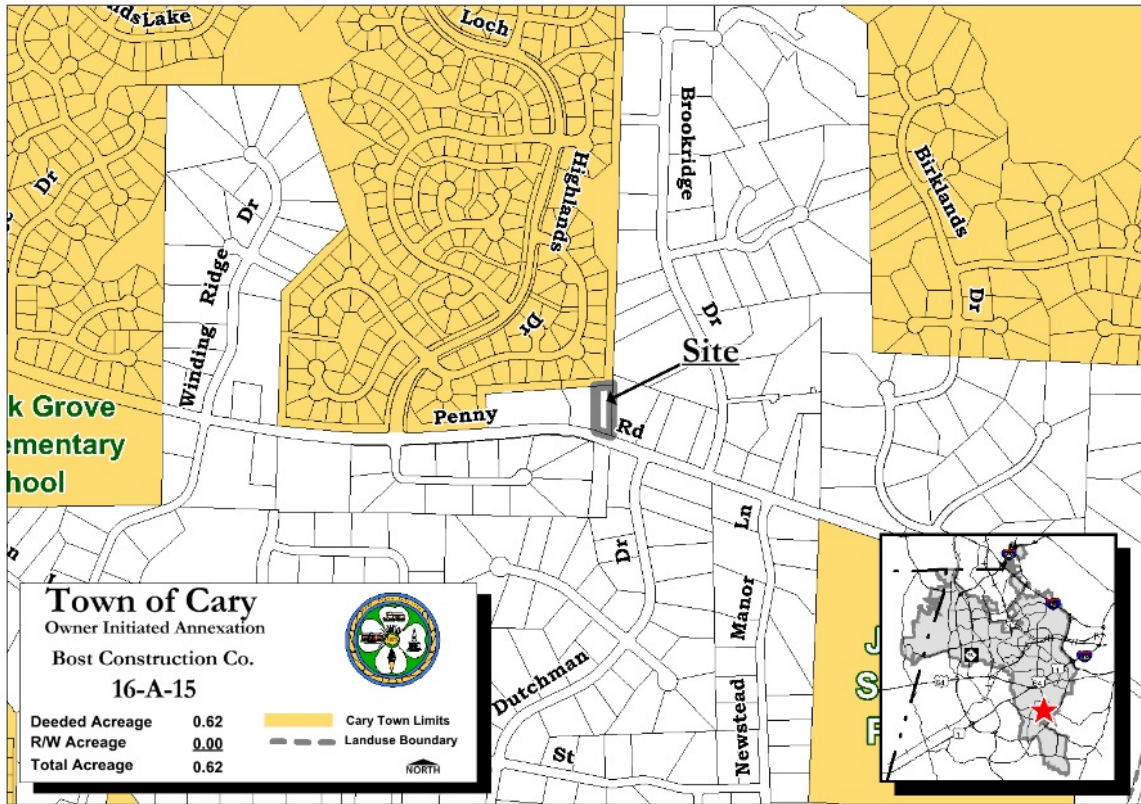 Lake
Loch
Highlands
Dr
Brookridge
Dr
Birklands
Dr
Dr
Winding Ridge Dr
Site
Penny Rd
k Grove
ementary
hool
Dr
Dutchman
St
Manor Ln
Newstead
J
S
Town of Cary
Owner Initiated Annexation
Bost Construction Co.
16-A-15
Deeded Acreage 0.62
R/W Acreage 0.00
Total Acreage 0.62
Cary Town Limits
Landuse Boundary
NORTH